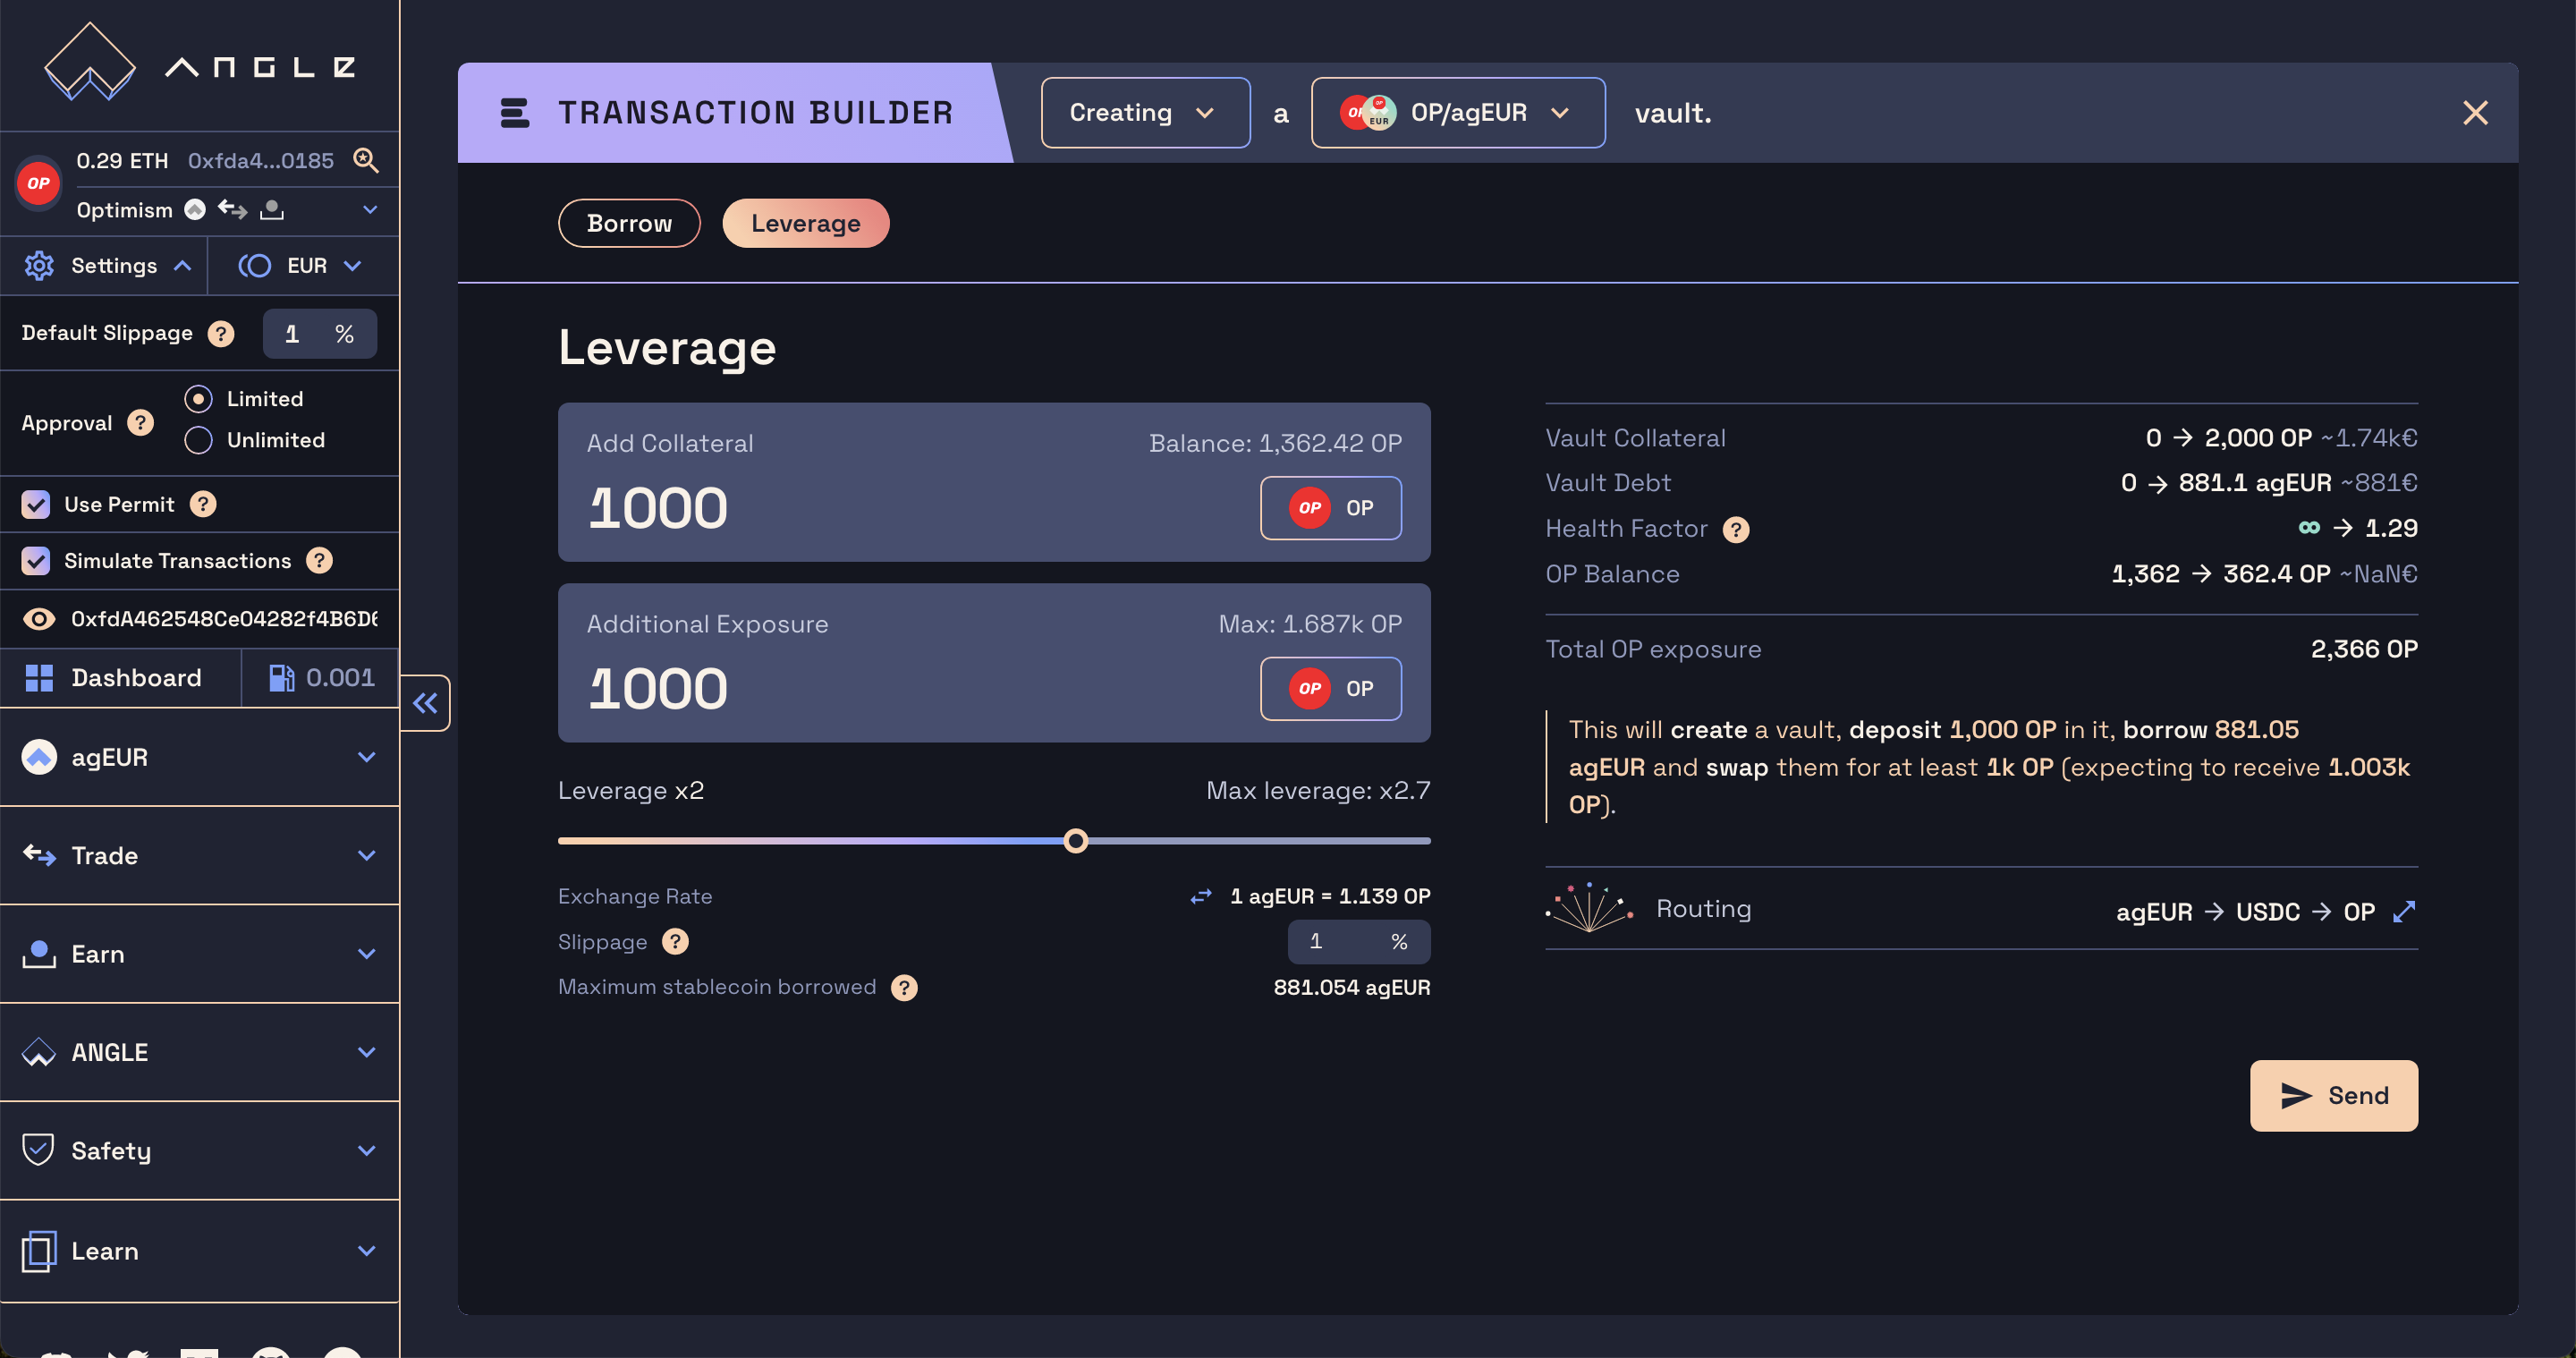 ANGLE
OP
0.29 ETH 0xfda4...0185
Optimism
Settings
EUR
Default Slippage ? 1 %
Approval ?
Limited
Unlimited
Use Permit ?
Simulate Transactions ?
0xfdA462548Ce04282f4B6D
Dashboard
0.001
agEUR
Trade
Earn
ANGLE
Safety
Learn
TRANSACTION BUILDER
Creating
a
OP/agEUR
vault.
Borrow
Leverage
Leverage
Add Collateral Balance: 1,362.42 OP
1000 OP OP
Additional Exposure Max: 1.687k OP
1000 OP OP
Leverage x2 Max leverage: x2.7
Exchange Rate 1 agEUR = 1.139 OP
Slippage ? 1 %
Maximum stablecoin borrowed ? 881.054 agEUR
Vault Collateral 0 → 2,000 OP ~1.74k€
Vault Debt 0 → 881.1 agEUR ~881€
Health Factor ? ∞ → 1.29
OP Balance 1,362 → 362.4 OP ~NaN€
Total OP exposure 2,366 OP
This will create a vault, deposit 1,000 OP in it, borrow 881.05
agEUR and swap them for at least 1k OP (expecting to receive 1.003k
OP).
Routing agEUR → USDC → OP
Send